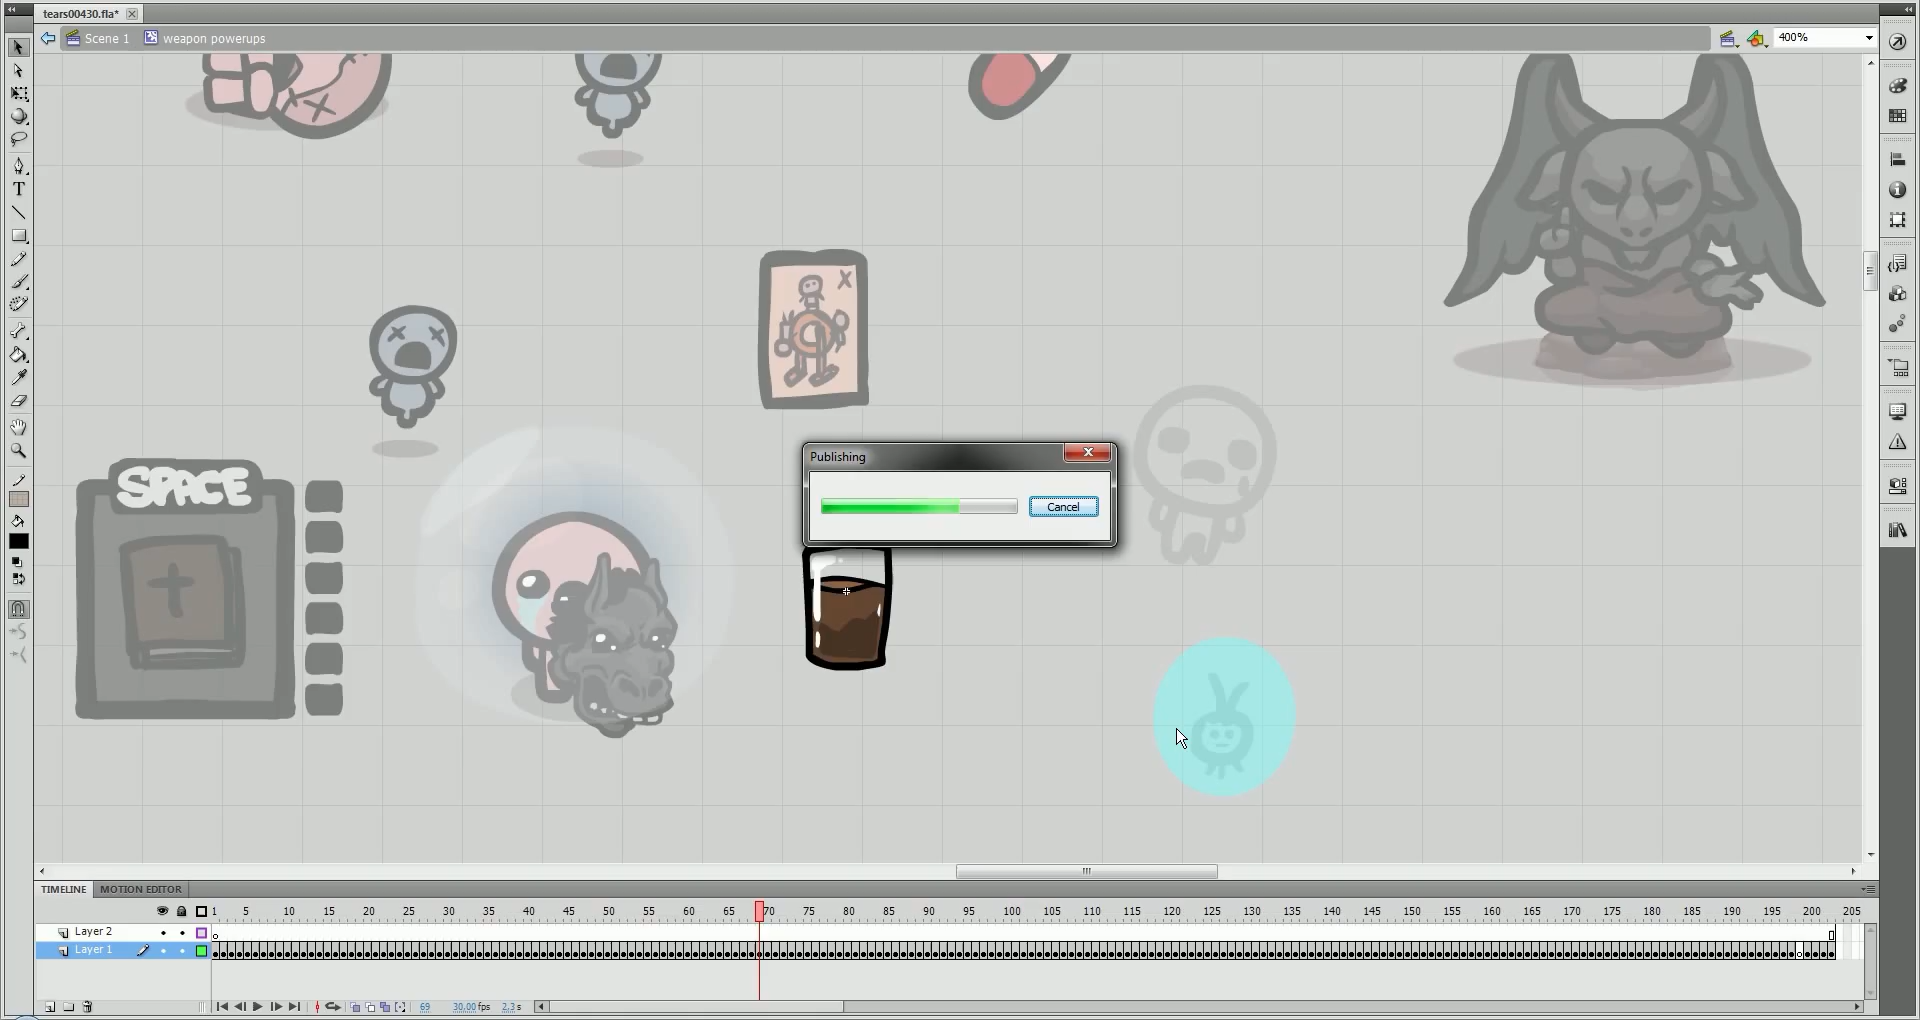 tears00430.fla*
Scene 1
weapon powerups
400%
T
X
SPACE
Publishing
Cancel
TIMELINE
MOTION EDITOR
1 5 10 15 20 25 30 35 40 45 50 55 60 65 70 75 80 85 90 95 100 105 110 115 120 125 130 135 140 145 150 155 160 165 170 175 180 185 190 195 200 205
Layer 2
Layer 1
69 30.00 fps 2.3 s